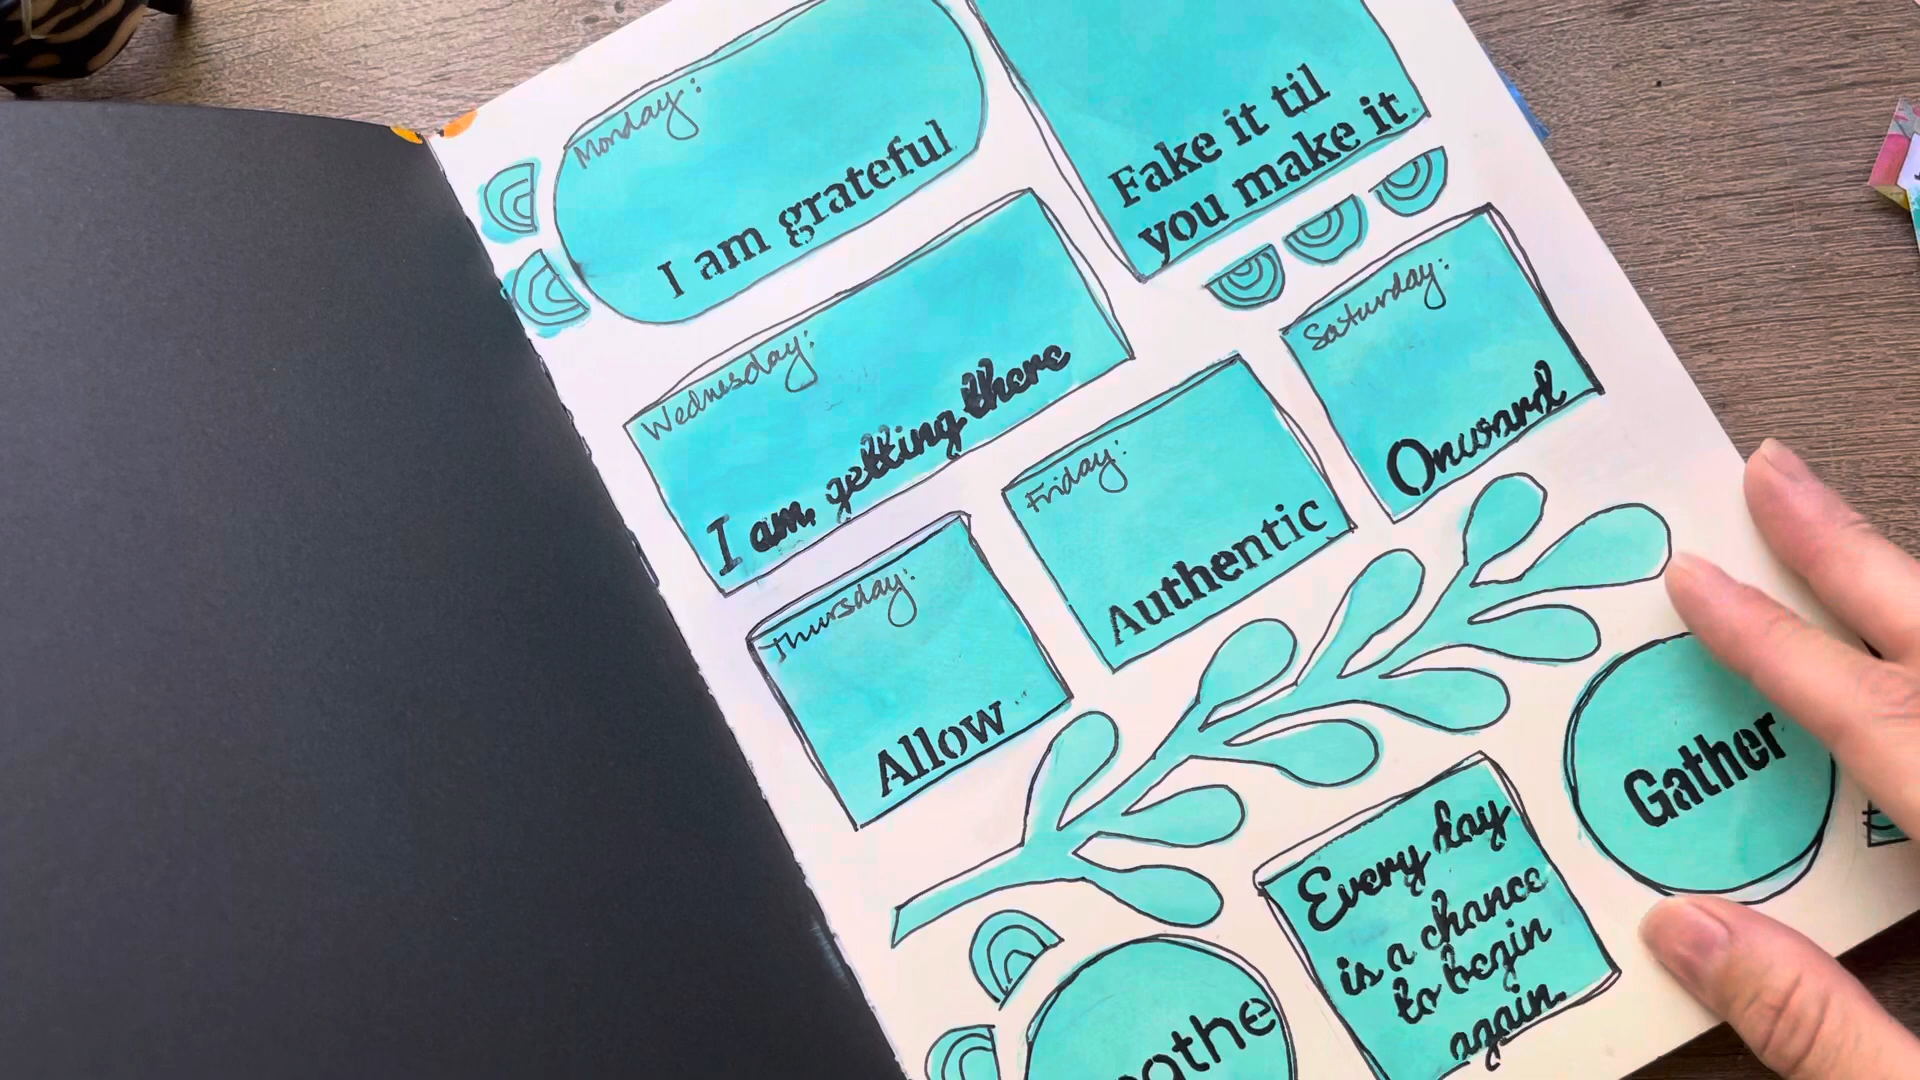 Monday:
I am grateful
Fake it til
you make it
Wednesday:
I am getting there
Saturday:
Onward
Friday:
Authentic
Thursday:
Allow
Gather
Every day
is a chance
to begin
again.